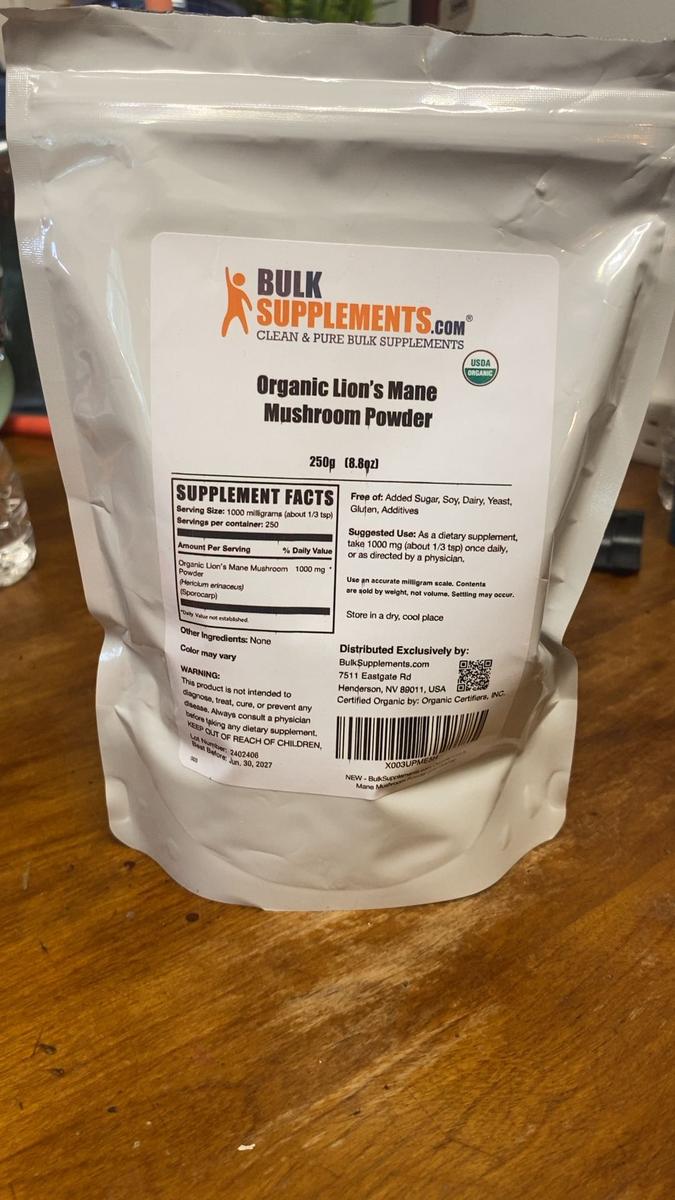 BULK
SUPPLEMENTS.COM®
CLEAN & PURE BULK SUPPLEMENTS
USDA
ORGANIC
Organic Lion's Mane
Mushroom Powder
250g (8.8oz)
SUPPLEMENT FACTS
Serving Size: 1000 milligrams (about 1/3 tsp)
Servings per container: 250
Amount Per Serving % Daily Value
Organic Lion's Mane Mushroom 1000 mg *
Powder
(Hericium erinaceus)
(Sporocarp)
*Daily Value not established.
Other Ingredients: None
Color may vary
WARNING:
This product is not intended to
diagnose, treat, cure, or prevent any
disease. Always consult a physician
before taking any dietary supplement.
KEEP OUT OF REACH OF CHILDREN.
Lot Number: 2402406
Best Before: Jun, 30, 2027
Free of: Added Sugar, Soy, Dairy, Yeast,
Gluten, Additives
Suggested Use: As a dietary supplement,
take 1000 mg (about 1/3 tsp) once daily,
or as directed by a physician.
Use an accurate milligram scale. Contents
are sold by weight, not volume. Settling may occur.
Store in a dry, cool place
Distributed Exclusively by:
BulkSupplements.com
7511 Eastgate Rd
Henderson, NV 89011, USA
Certified Organic by: Organic Certifiers, INC.
NEW - BulkSupplements
Mane Mushroom